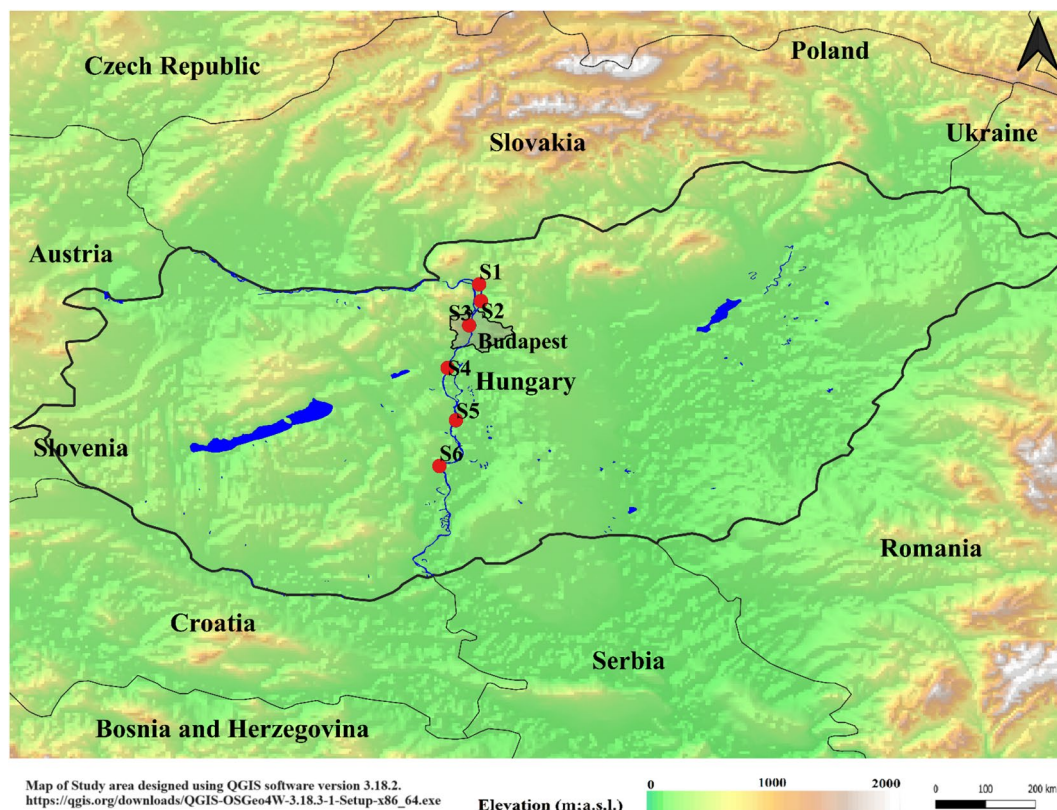 Czech Republic
Poland
Slovakia
Ukraine
Austria
S1
S2
S3
Budapest
S4
Hungary
S5
Slovenia
S6
Romania
Croatia
Serbia
Bosnia and Herzegovina
Map of Study area designed using QGIS software version 3.18.2.
https://qgis.org/downloads/QGIS-OSGeo4W-3.18.3-1-Setup-x86_64.exe
Elevation (m:a.s.l.)
0 1000 2000
0 100 200 km